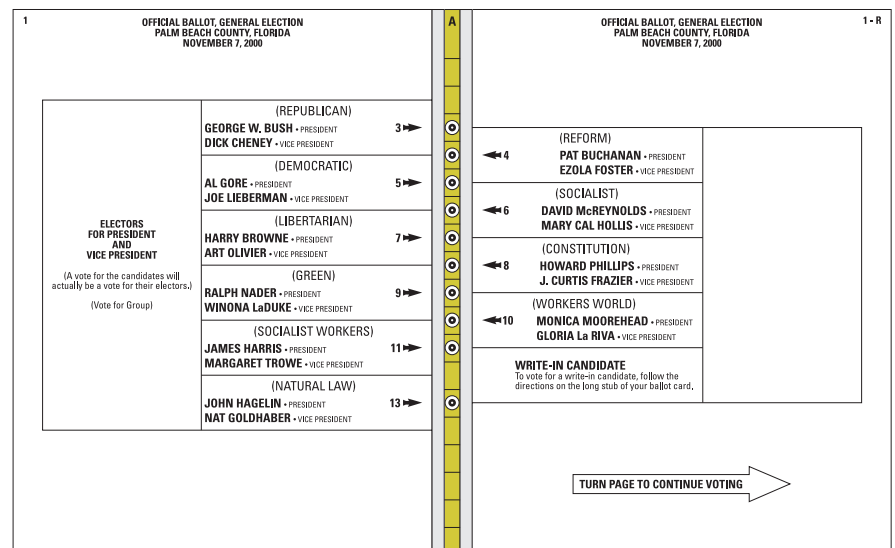 1
OFFICIAL BALLOT, GENERAL ELECTION
PALM BEACH COUNTY, FLORIDA
NOVEMBER 7, 2000
ELECTORS
FOR PRESIDENT
AND
VICE PRESIDENT
(A vote for the candidates will
actually be a vote for their electors.)
(Vote for Group)
(REPUBLICAN)
GEORGE W. BUSH • PRESIDENT 3
DICK CHENEY • VICE PRESIDENT
(DEMOCRATIC)
AL GORE • PRESIDENT 5
JOE LIEBERMAN • VICE PRESIDENT
(LIBERTARIAN)
HARRY BROWNE • PRESIDENT 7
ART OLIVIER • VICE PRESIDENT
(GREEN)
RALPH NADER • PRESIDENT 9
WINONA LaDUKE • VICE PRESIDENT
(SOCIALIST WORKERS)
JAMES HARRIS • PRESIDENT 11
MARGARET TROWE • VICE PRESIDENT
(NATURAL LAW)
JOHN HAGELIN • PRESIDENT 13
NAT GOLDHABER • VICE PRESIDENT
A
OFFICIAL BALLOT, GENERAL ELECTION
PALM BEACH COUNTY, FLORIDA
NOVEMBER 7, 2000
1 - R
(REFORM)
4 PAT BUCHANAN • PRESIDENT
EZOLA FOSTER • VICE PRESIDENT
(SOCIALIST)
6 DAVID McREYNOLDS • PRESIDENT
MARY CAL HOLLIS • VICE PRESIDENT
(CONSTITUTION)
8 HOWARD PHILLIPS • PRESIDENT
J. CURTIS FRAZIER • VICE PRESIDENT
(WORKERS WORLD)
10 MONICA MOOREHEAD • PRESIDENT
GLORIA La RIVA • VICE PRESIDENT
WRITE-IN CANDIDATE
To vote for a write-in candidate, follow the
directions on the long stub of your ballot card.
TURN PAGE TO CONTINUE VOTING